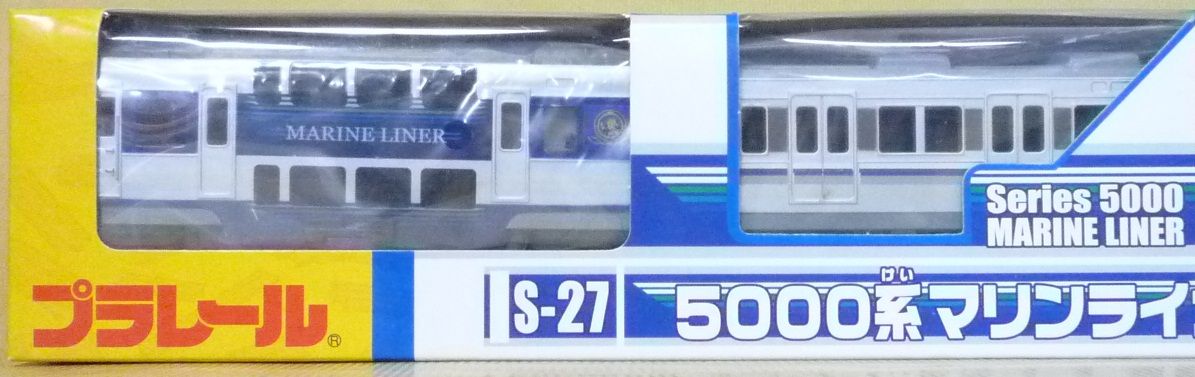 MARINE LINER
Series 5000
MARINE LINER
プラレール®
S-27
けい
5000系マリンライ